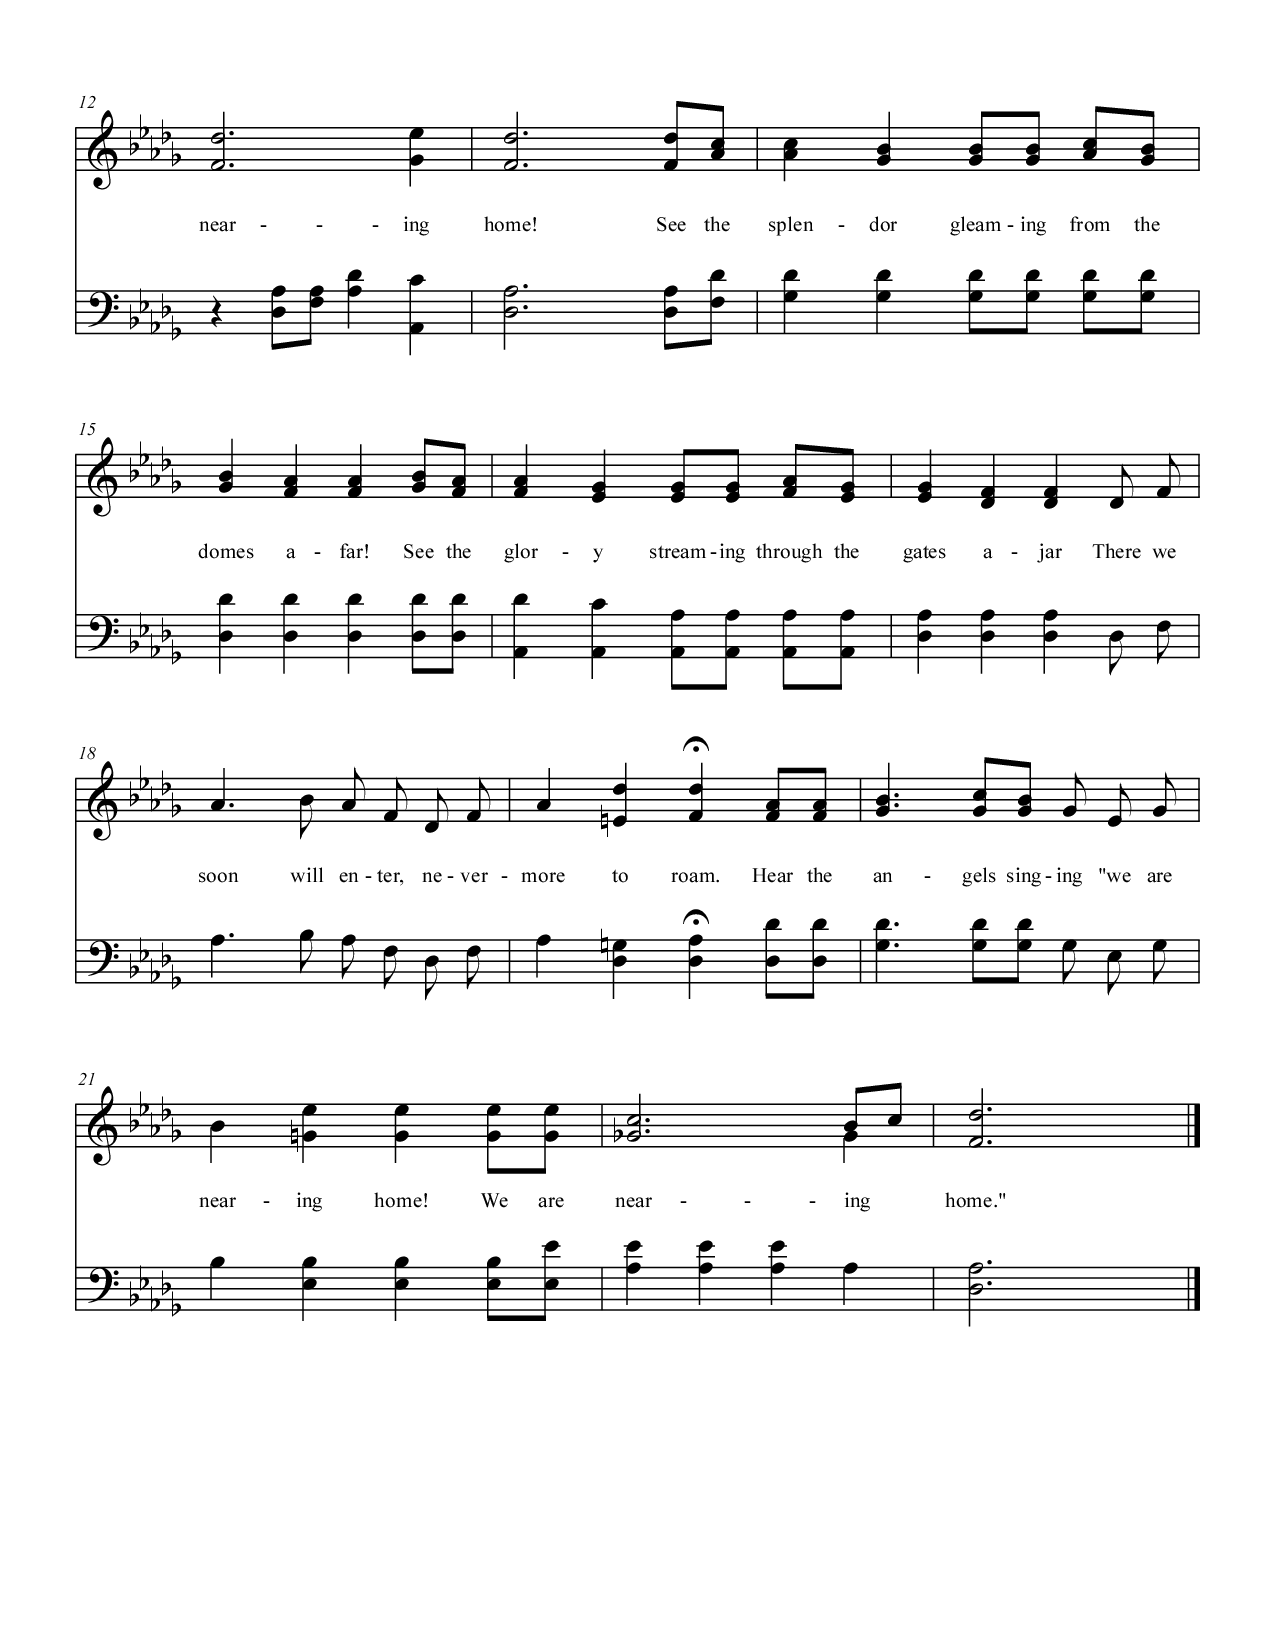 12
near - - - ing home! See the splen - dor gleam - ing from the
15
domes a - far! See the glor - y stream - ing through the gates a - jar There we
18
soon will en - ter, ne - ver - more to roam. Hear the an - gels sing - ing "we are
21
near - ing home! We are near - - - ing home."